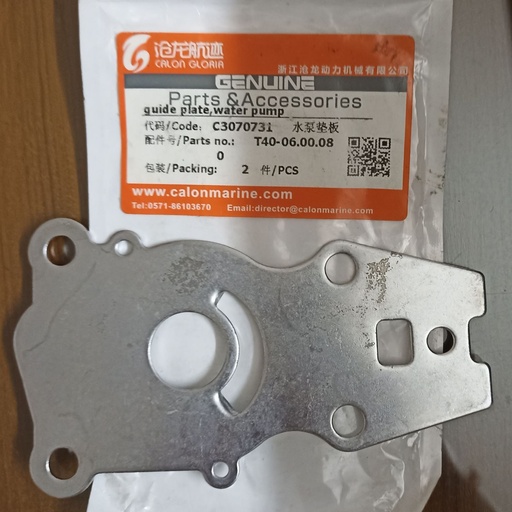 沧龙航迹
CALON GLORIA
浙江沧龙动力机械有限公司
GENUINE
Parts &Accessories
guide plate,water pump
代码/Code: C3070731 水泵垫板
配件号/Parts no.: T40-06.00.08
0
包装/Packing: 2 件/PCS
www.calonmarine.com
Tel:0571-86103670 Email:director@calonmarine.com